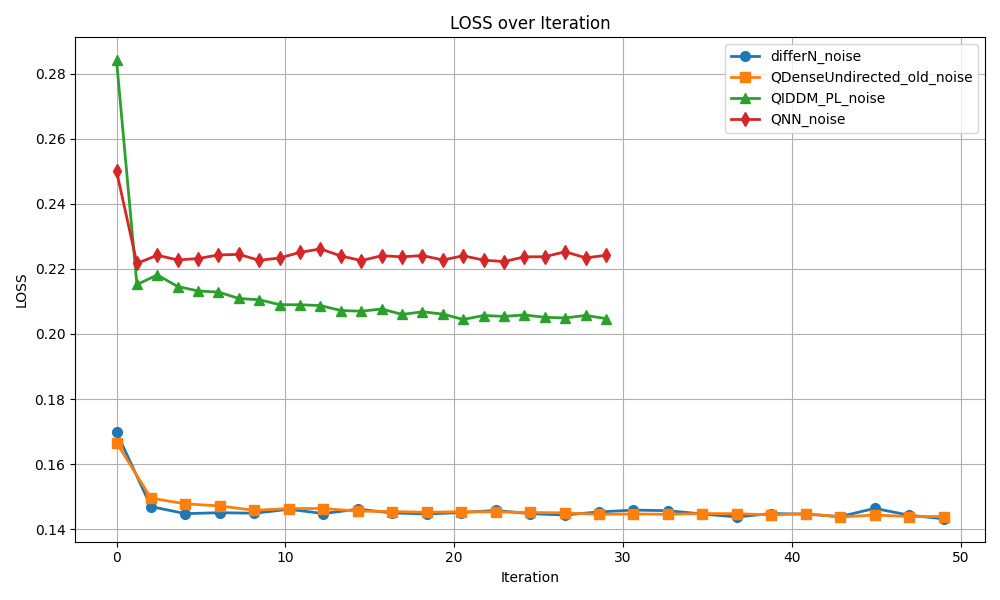 LOSS over Iteration
differN_noise
QDenseUndirected_old_noise
QIDDM_PL_noise
QNN_noise
LOSS
0.28
0.26
0.24
0.22
0.20
0.18
0.16
0.14
0 10 20 30 40 50
Iteration